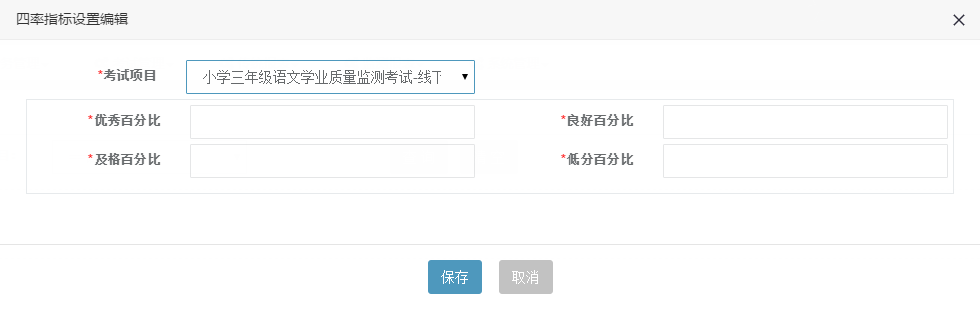 四率指标设置编辑
*考试项目 小学三年级语文学业质量监测考试-线下
*优秀百分比 *良好百分比
*及格百分比 *低分百分比
保存 取消